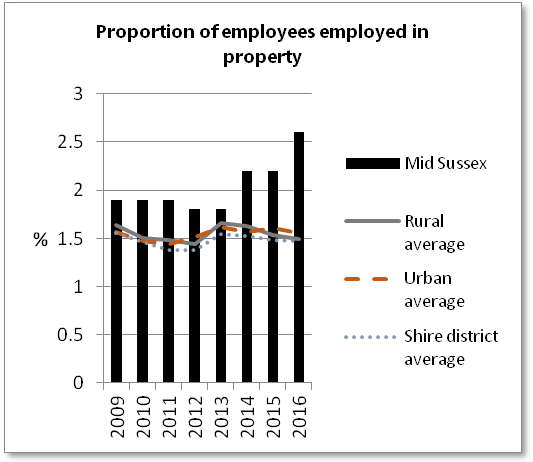 Proportion of employees employed in
property
3
2.5
2
1.5
1
0.5
0
%
2009
2010
2011
2012
2013
2014
2015
2016
Mid Sussex
Rural
average
Urban
average
Shire district
average